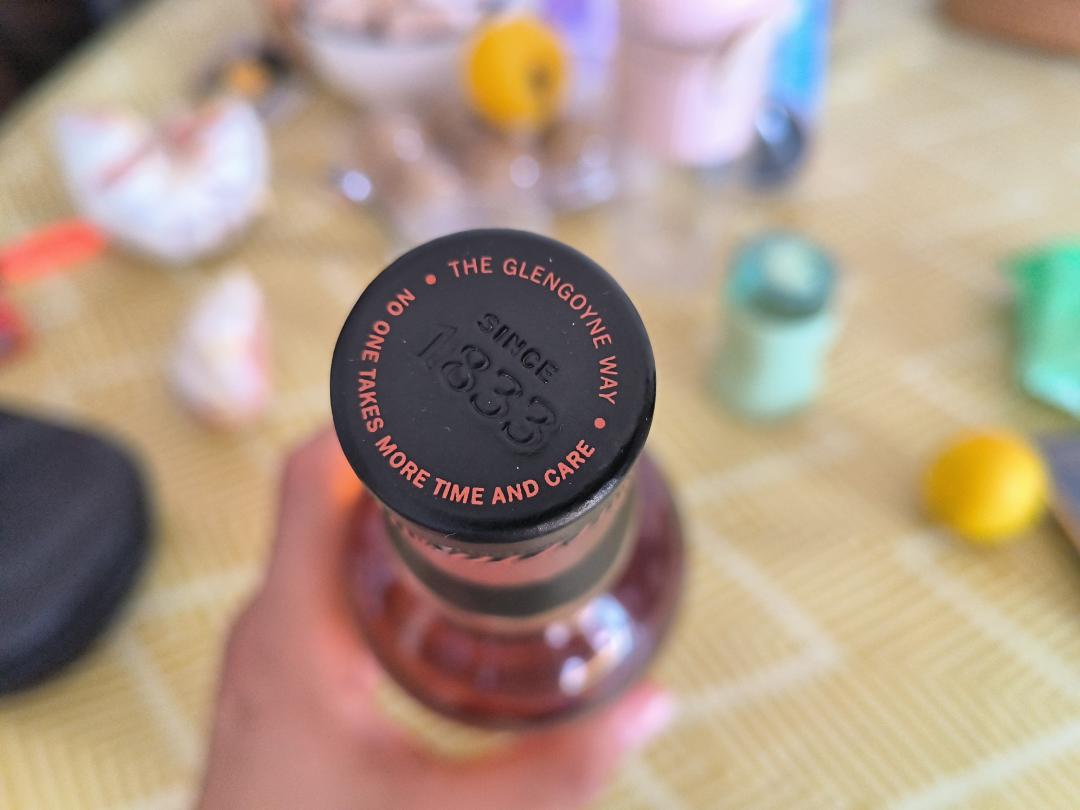 THE GLENGOYNE WAY •
NO ONE TAKES MORE TIME AND CARE •
SINCE
1833